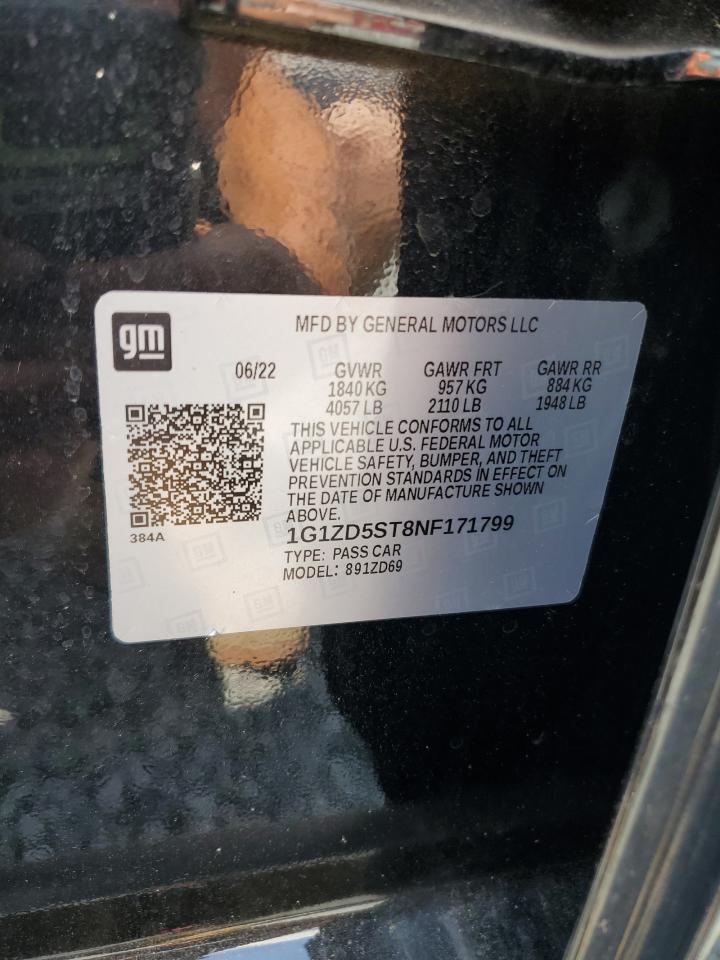 gm
MFD BY GENERAL MOTORS LLC
06/22 GVWR GAWR FRT GAWR RR
1840 KG 957 KG 884 KG
4057 LB 2110 LB 1948 LB
THIS VEHICLE CONFORMS TO ALL
APPLICABLE U.S. FEDERAL MOTOR
VEHICLE SAFETY, BUMPER, AND THEFT
PREVENTION STANDARDS IN EFFECT ON
THE DATE OF MANUFACTURE SHOWN
ABOVE.
384A
1G1ZD5ST8NF171799
TYPE: PASS CAR
MODEL: 891ZD69